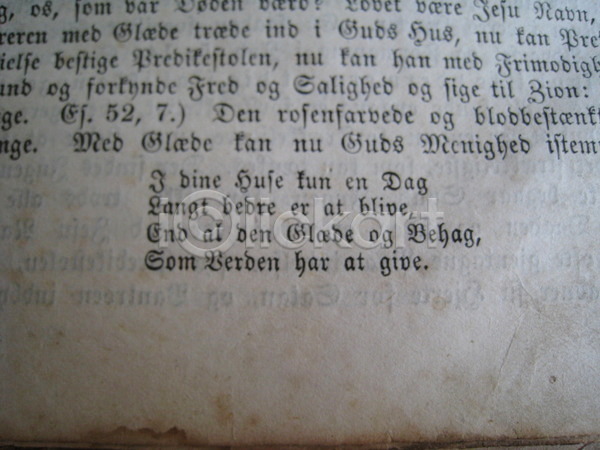 g, os, som var Døden værd? Lovet være Jesu Navn,
reren med Glæde træde ind i Guds Hus, nu kan Pre
ielse bestige Predikestolen, nu kan han med Frimodigh
und og forkynde Fred og Salighed og sige til Zion:
ge. (Es. 52, 7.) Den rosenfarvede og blodbestænkt
nge. Med Glæde kan nu Guds Menighed istem
I dine Huse kun en Dag
Langt bedre er at blive,
End al den Glæde og Behag,
Som Verden har at give.